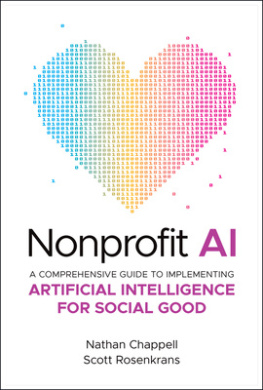 Nonprofit AI
A COMPREHENSIVE GUIDE TO IMPLEMENTING
ARTIFICIAL INTELLIGENCE
FOR SOCIAL GOOD
Nathan Chappell
Scott Rosenkrans